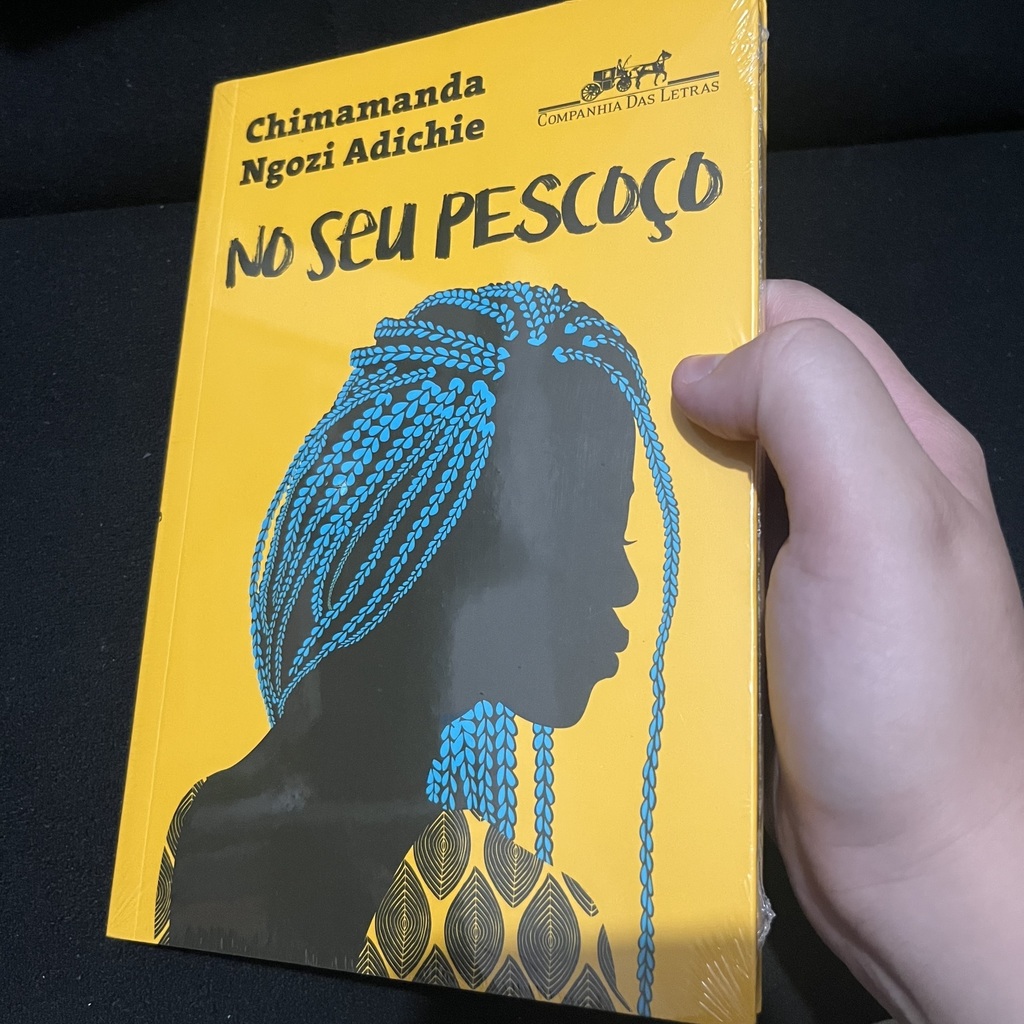 Chimamanda
Ngozi Adichie
COMPANHIA DAS LETRAS
NO SeU PESCOÇO